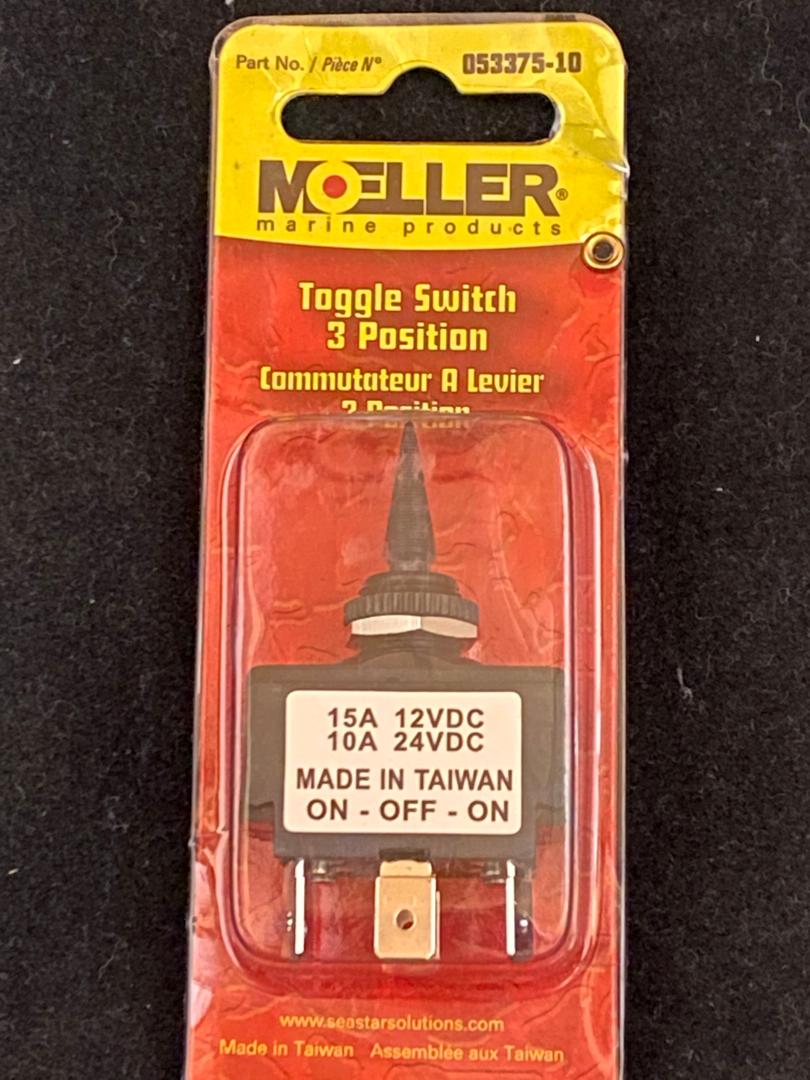 Part No. / Pièce N° 053375-10
MOELLER®
marine products
Toggle Switch
3 Position
Commutateur A Levier
Position
15A 12VDC
10A 24VDC
MADE IN TAIWAN
ON - OFF - ON
www.seastarsolutions.com
Made in Taiwan Assemblée aux Taiwan